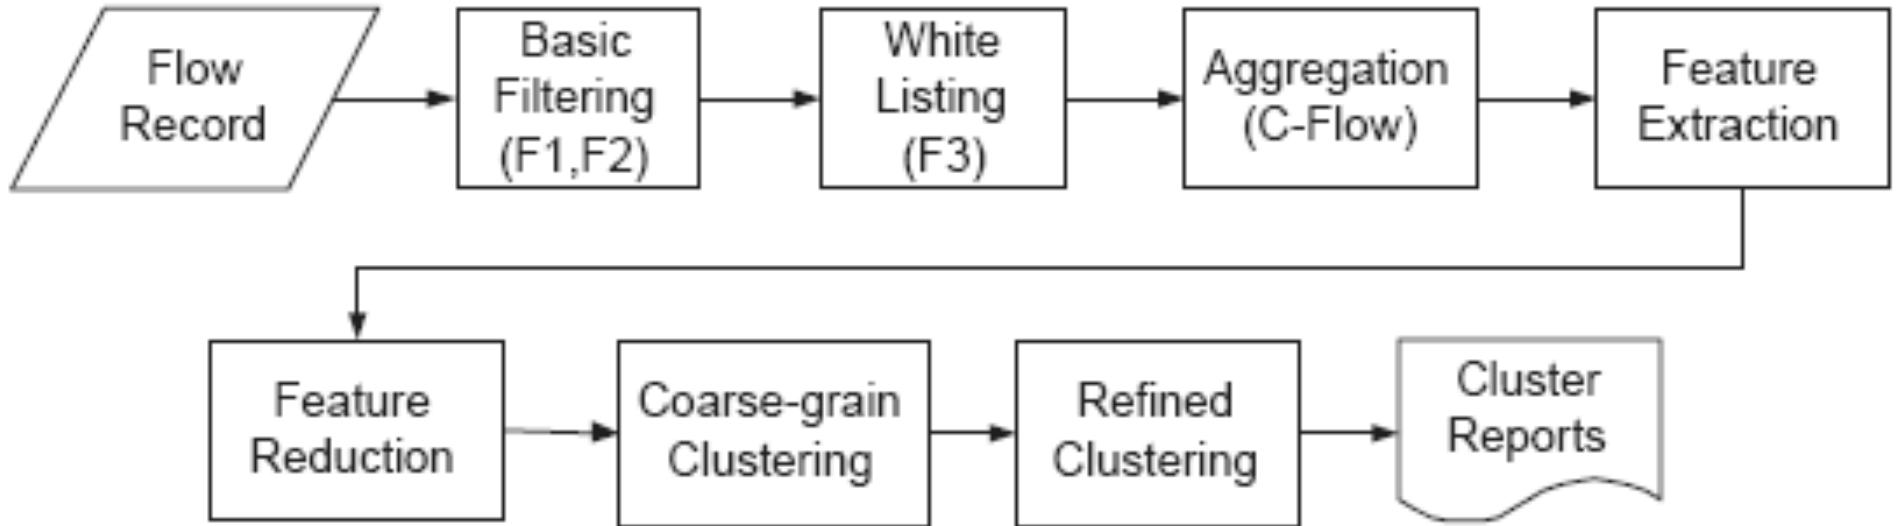 Flow
Record
Basic
Filtering
(F1,F2)
White
Listing
(F3)
Aggregation
(C-Flow)
Feature
Extraction
Feature
Reduction
Coarse-grain
Clustering
Refined
Clustering
Cluster
Reports